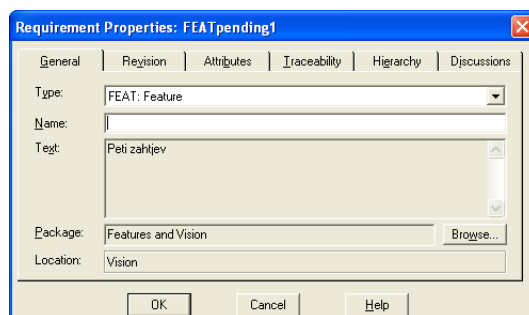 Requirement Properties: FEATpending1
General Revision Attributes Traceability Hierarchy Discussions
Type: FEAT: Feature
Name:
Text: Peti zahtjev
Package: Features and Vision Browse...
Location: Vision
OK Cancel Help